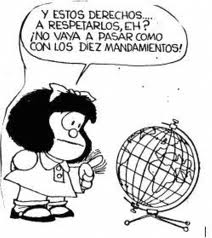 Y ESTOS DERECHOS....
A RESPETARLOS, EH?
¡NO VAYA A PASAR COMO
CON LOS DIEZ MANDAMIENTOS!